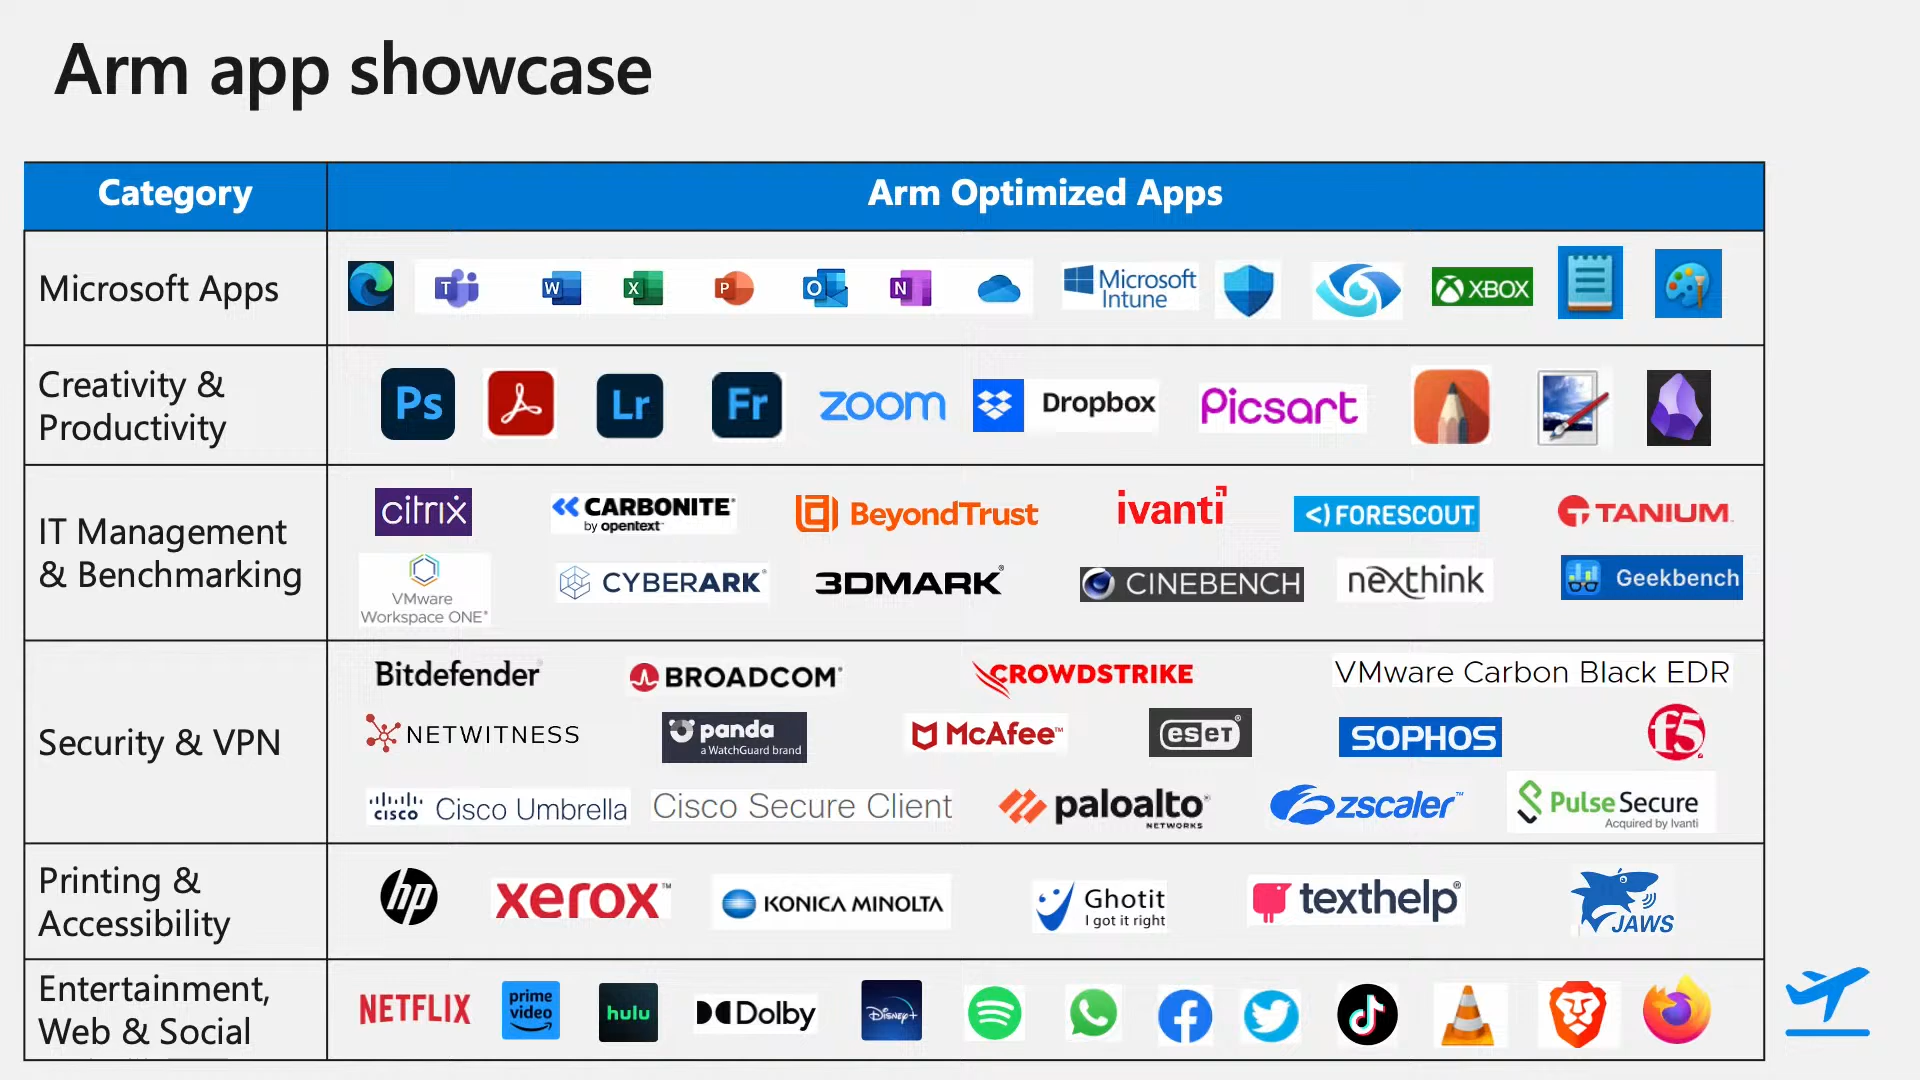 Arm app showcase
Category
Arm Optimized Apps
Microsoft Apps
T
W
X
P
O
N
Microsoft
Intune
XBOX
Creativity &
Productivity
Ps
Lr
Fr
zoom
Dropbox
Picsart
IT Management
& Benchmarking
citrix
CARBONITE®
by opentext™
BeyondTrust
ivanti
FORESCOUT
TANIUM
VMware
Workspace ONE®
CYBERARK®
3DMARK®
CINEBENCH
nexthink
Geekbench
Security & VPN
Bitdefender
BROADCOM®
CROWDSTRIKE
VMware Carbon Black EDR
NETWITNESS
panda
a WatchGuard brand
McAfee™
eseT®
SOPHOS
f5
cisco Cisco Umbrella
Cisco Secure Client
paloalto®
NETWORKS
zscaler™
Pulse Secure
Acquired by Ivanti
Printing &
Accessibility
hp
xerox™
KONICA MINOLTA
Ghotit
I got it right
texthelp®
JAWS
Entertainment,
Web & Social
NETFLIX
prime
video
hulu
Dolby
Disney+